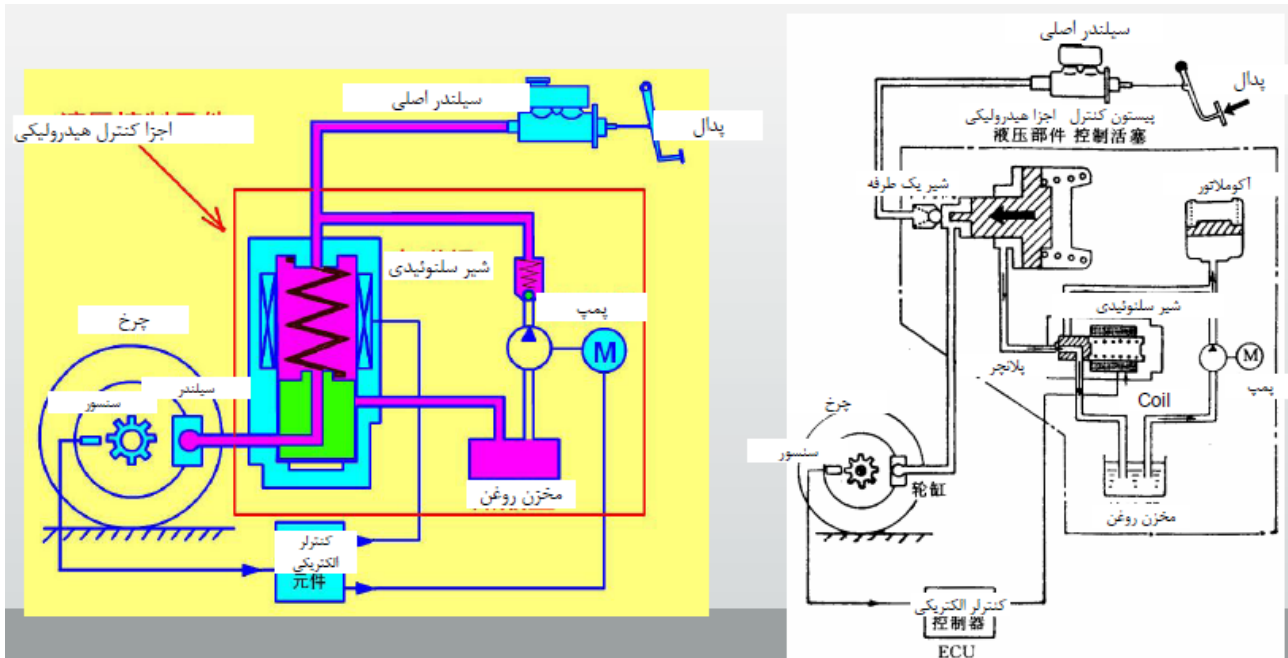 سیلندر اصلی
پدال
اجزا کنترل هیدرولیکی
شیر سلنوئیدی
پمپ
M
چرخ
سیلندر
سنسور
مخزن روغن
کنترلر
الکتریکی
元件
سیلندر اصلی
پدال
پیستون کنترل اجزا هیدرولیکی
液压部件 控制活塞
شیر یک طرفه
آکوملاتور
شیر سلنوئیدی
پلانچر
Coil
M
پمپ
چرخ
سنسور
轮缸
مخزن روغن
کنترلر الکتریکی
控制器
ECU